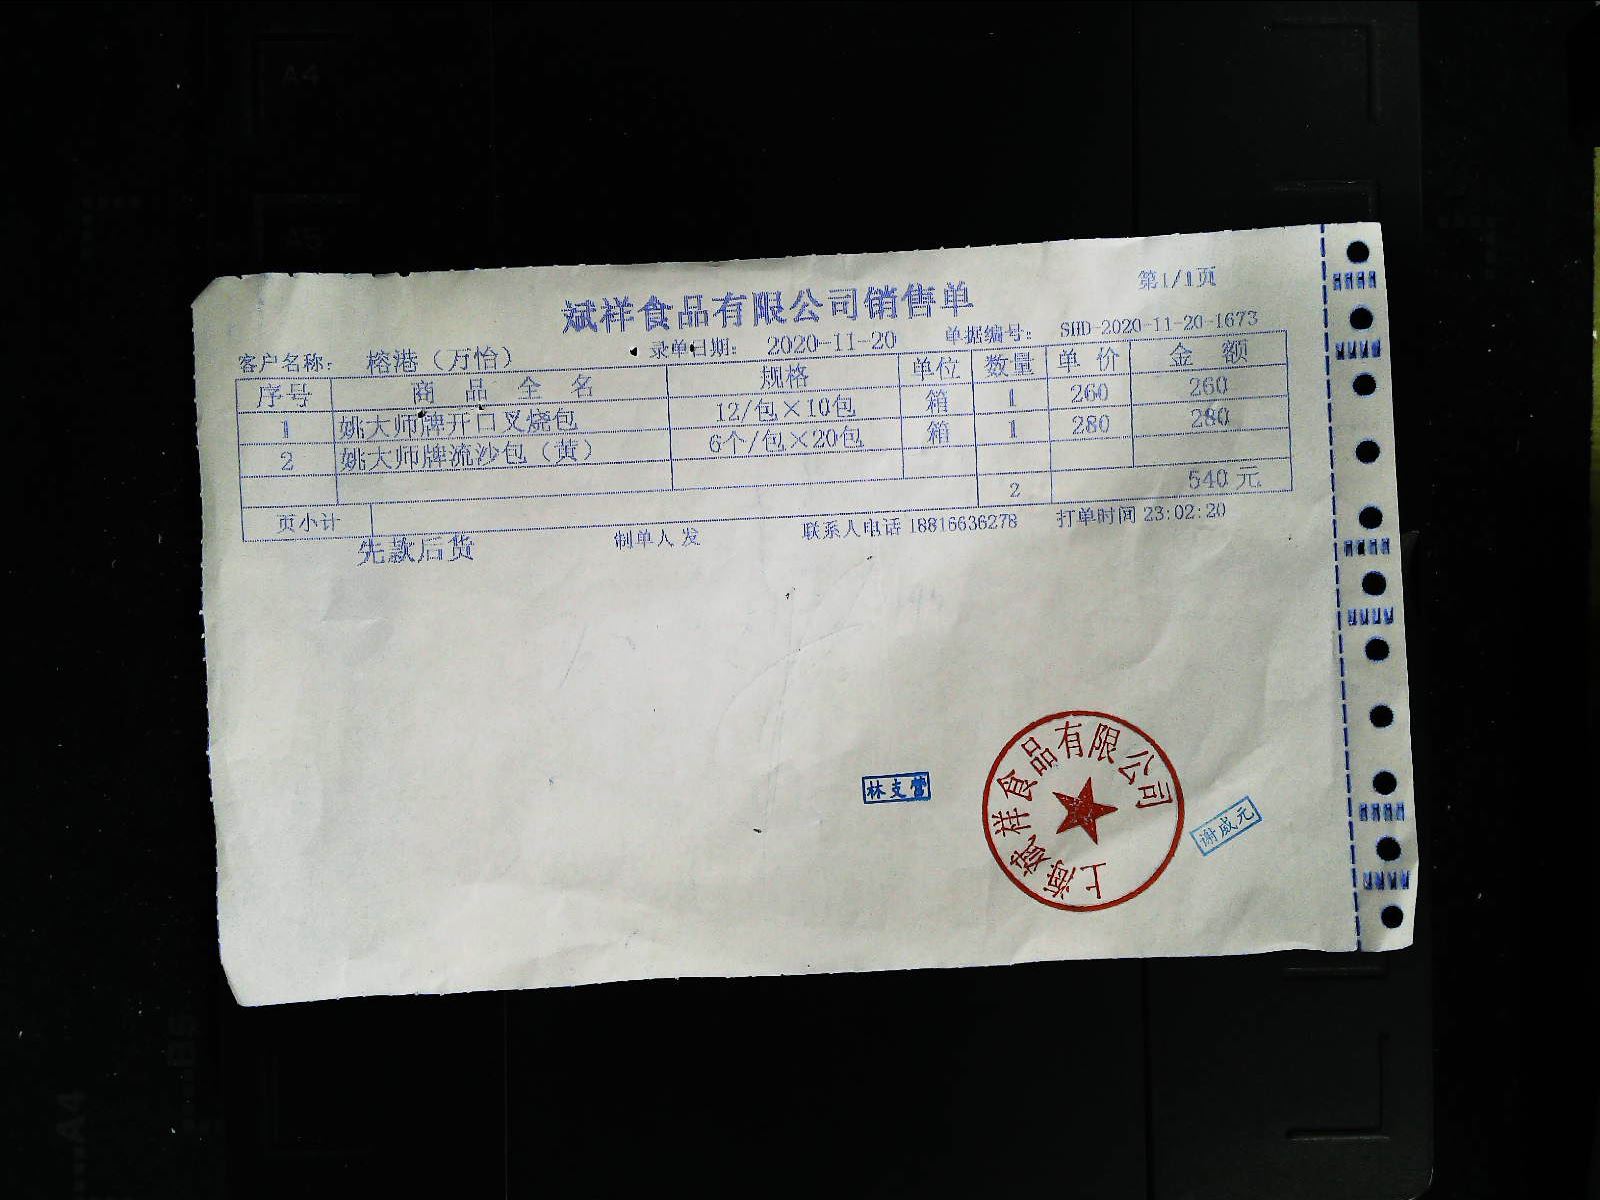 第1/1页
斌祥食品有限公司销售单
客户名称: 榕港（万怡） 录单日期: 2020-11-20 单据编号: SHD-2020-11-20-1673
序号 商品全名 规格 单位 数量 单价 金额
1 姚大师牌开口叉烧包 12/包×10包 箱 1 260 260
2 姚大师牌流沙包（黄） 6个/包×20包 箱 1 280 280
页小计 2 540元
先款后货 制单人 发 联系人电话 18816636278 打单时间 23:02:20
上海斌祥食品有限公司
林支营
谢威元
A4
A5
A4